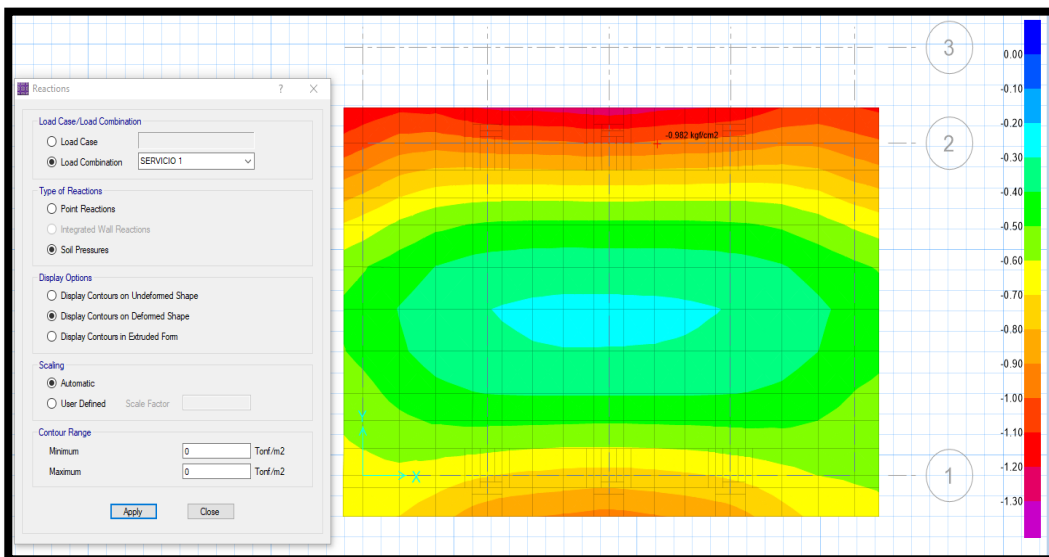 Reactions
? X
Load Case/Load Combination
Load Case
Load Combination SERVICIO 1
Type of Reactions
Point Reactions
Integrated Wall Reactions
Soil Pressures
Display Options
Display Contours on Undeformed Shape
Display Contours on Deformed Shape
Display Contours in Extruded Form
Scaling
Automatic
User Defined Scale Factor
Contour Range
Minimum 0 Tonf/m2
Maximum 0 Tonf/m2
Apply Close
-0.982 kgf/cm2
Y
X
3
2
1
0.00
-0.10
-0.20
-0.30
-0.40
-0.50
-0.60
-0.70
-0.80
-0.90
-1.00
-1.10
-1.20
-1.30